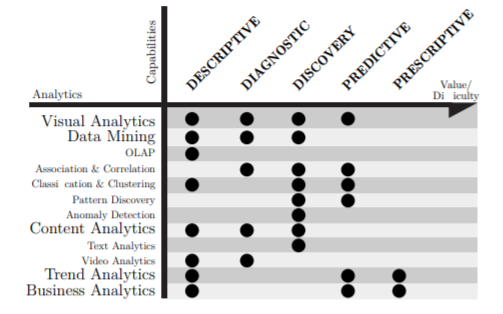 Capabilities
DESCRIPTIVE
DIAGNOSTIC
DISCOVERY
PREDICTIVE
PRESCRIPTIVE
Analytics
Value/
Di iculty
Visual Analytics
Data Mining
OLAP
Association & Correlation
Classi cation & Clustering
Pattern Discovery
Anomaly Detection
Content Analytics
Text Analytics
Video Analytics
Trend Analytics
Business Analytics